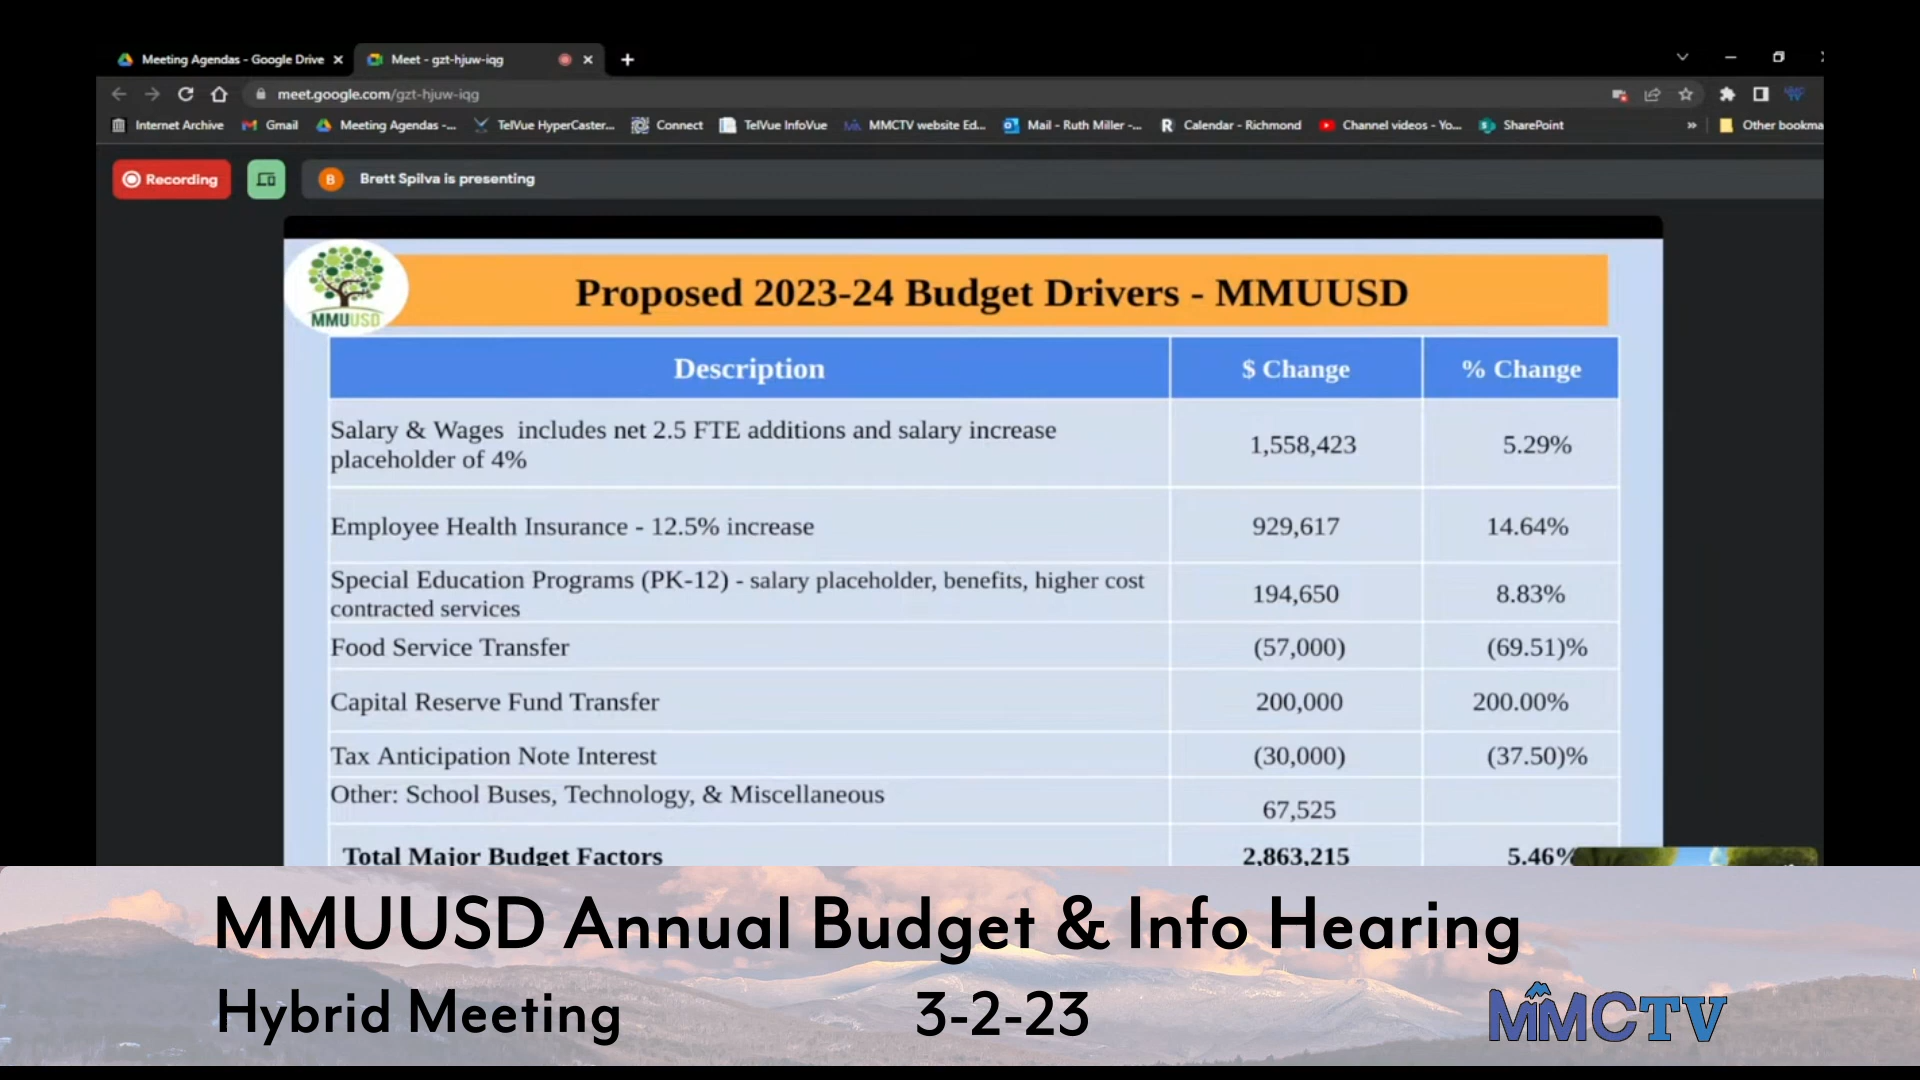 Meeting Agendas - Google Drive
Meet - gzt-hjuw-iqg
meet.google.com/gzt-hjuw-iqg
Internet Archive
Gmail
Meeting Agendas -...
TelVue HyperCaster...
Connect
TelVue InfoVue
MMCTV website Ed...
Mail - Ruth Miller -...
R Calendar - Richmond
Channel videos - Yo...
SharePoint
Other bookma
Recording
B Brett Spilva is presenting
MMUUSD
Proposed 2023-24 Budget Drivers - MMUUSD
Description $ Change % Change
Salary & Wages includes net 2.5 FTE additions and salary increase
placeholder of 4% 1,558,423 5.29%
Employee Health Insurance - 12.5% increase 929,617 14.64%
Special Education Programs (PK-12) - salary placeholder, benefits, higher cost
contracted services 194,650 8.83%
Food Service Transfer (57,000) (69.51)%
Capital Reserve Fund Transfer 200,000 200.00%
Tax Anticipation Note Interest (30,000) (37.50)%
Other: School Buses, Technology, & Miscellaneous 67,525
Total Major Budget Factors 2,863,215 5.46%
MMUUSD Annual Budget & Info Hearing
Hybrid Meeting 3-2-23
MMCTV